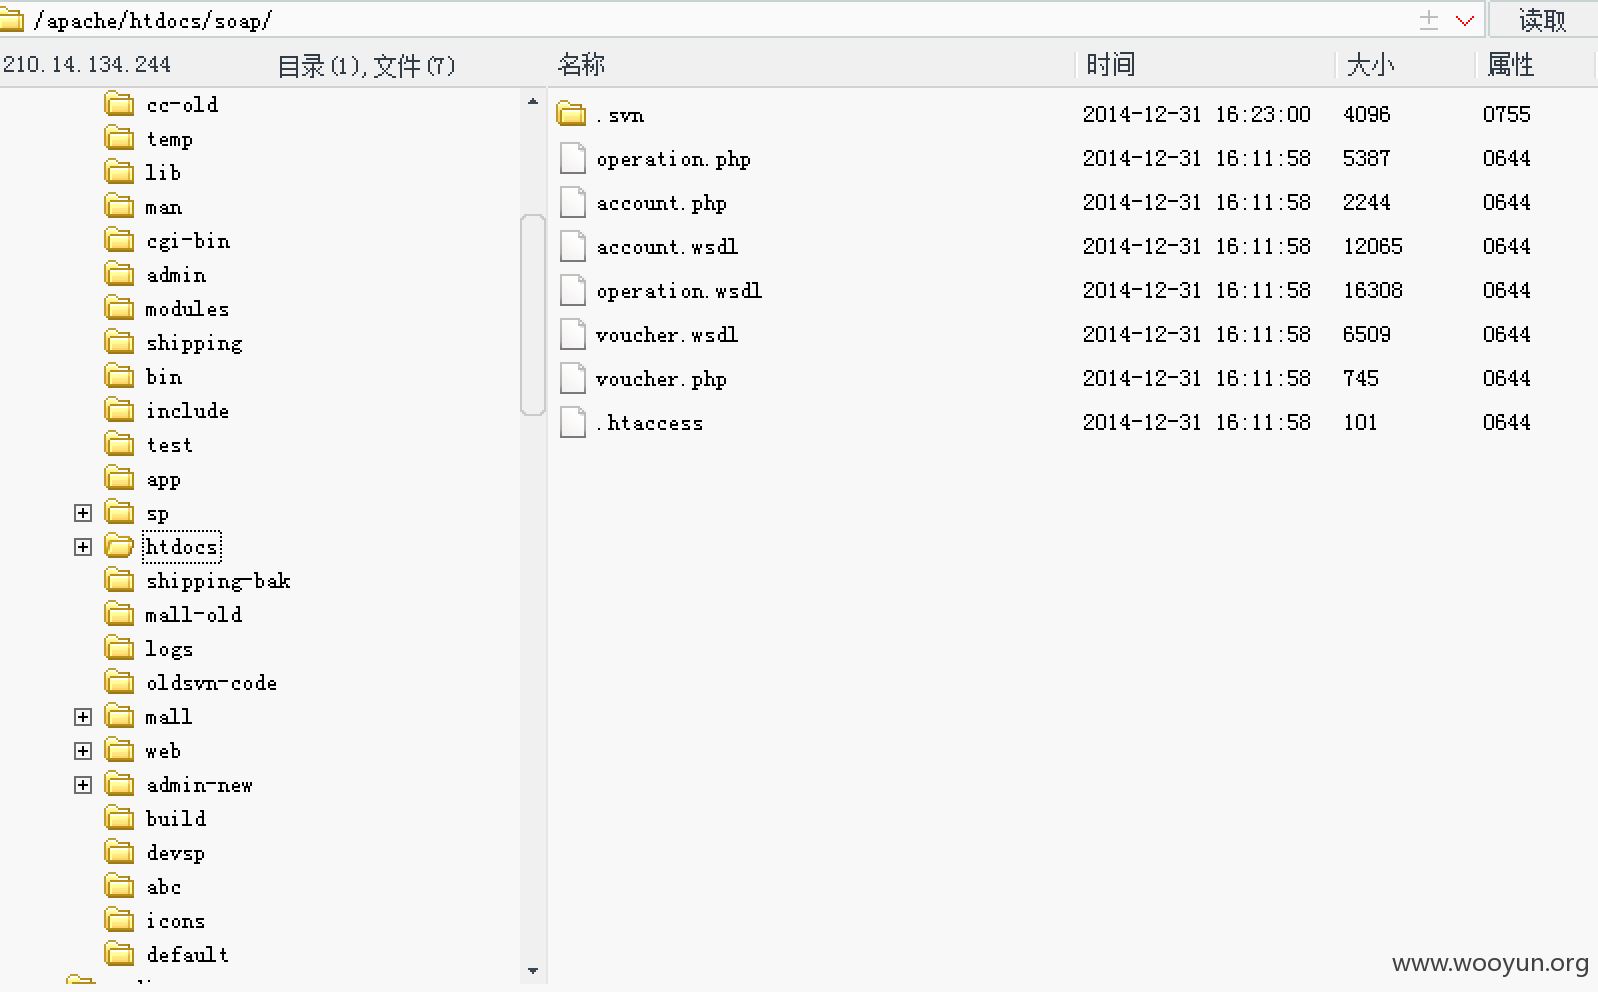 /apache/htdocs/soap/
读取
210.14.134.244 目录(1),文件(7)
名称 时间 大小 属性
cc-old
temp
lib
man
cgi-bin
admin
modules
shipping
bin
include
test
app
sp
htdocs
shipping-bak
mall-old
logs
oldsvn-code
mall
web
admin-new
build
devsp
abc
icons
default
.svn 2014-12-31 16:23:00 4096 0755
operation.php 2014-12-31 16:11:58 5387 0644
account.php 2014-12-31 16:11:58 2244 0644
account.wsdl 2014-12-31 16:11:58 12065 0644
operation.wsdl 2014-12-31 16:11:58 16308 0644
voucher.wsdl 2014-12-31 16:11:58 6509 0644
voucher.php 2014-12-31 16:11:58 745 0644
.htaccess 2014-12-31 16:11:58 101 0644
www.wooyun.org